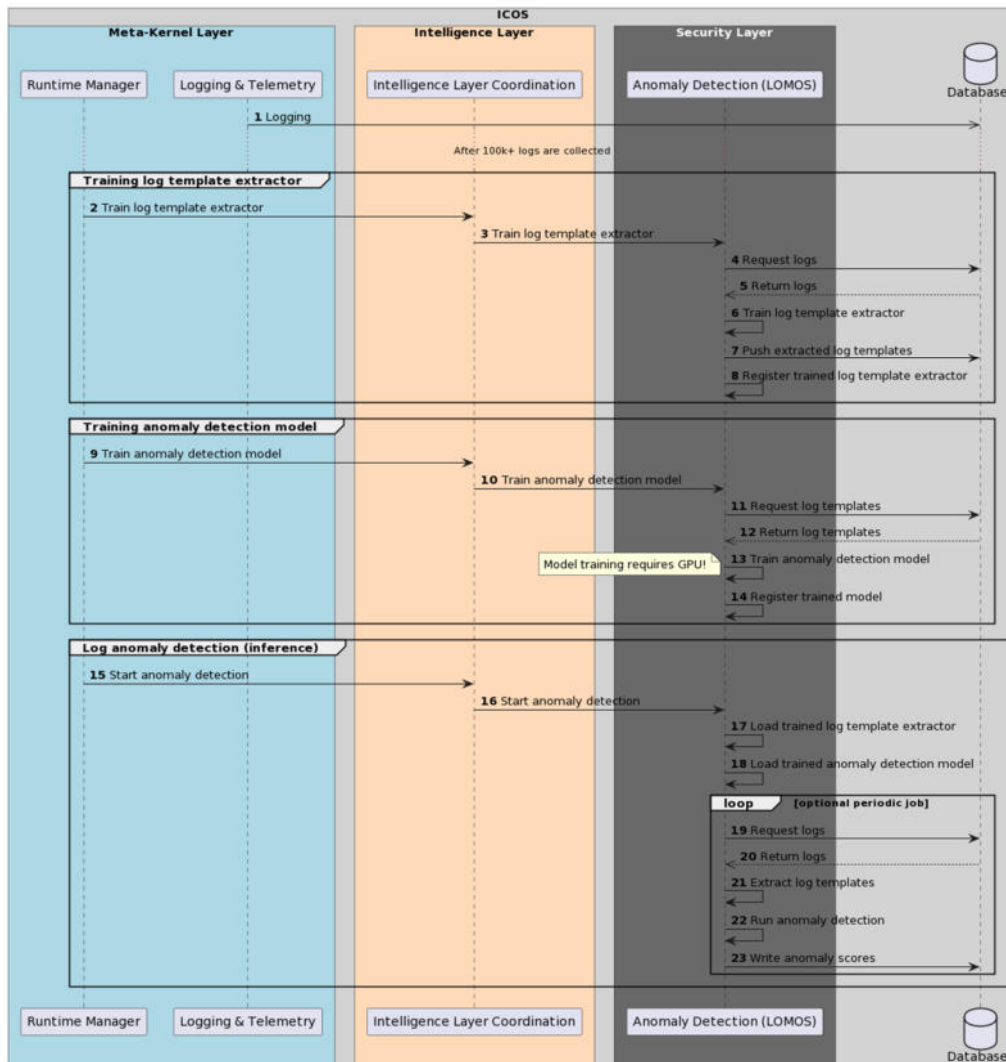 ICOS
Meta-Kernel Layer
Intelligence Layer
Security Layer
Runtime Manager
Logging & Telemetry
Intelligence Layer Coordination
Anomaly Detection (LOMOS)
Database
1 Logging
After 100k+ logs are collected
Training log template extractor
2 Train log template extractor
3 Train log template extractor
4 Request logs
5 Return logs
6 Train log template extractor
7 Push extracted log templates
8 Register trained log template extractor
Training anomaly detection model
9 Train anomaly detection model
10 Train anomaly detection model
11 Request log templates
12 Return log templates
Model training requires GPU!
13 Train anomaly detection model
14 Register trained model
Log anomaly detection (inference)
15 Start anomaly detection
16 Start anomaly detection
17 Load trained log template extractor
18 Load trained anomaly detection model
loop
[optional periodic job]
19 Request logs
20 Return logs
21 Extract log templates
22 Run anomaly detection
23 Write anomaly scores
Runtime Manager
Logging & Telemetry
Intelligence Layer Coordination
Anomaly Detection (LOMOS)
Database